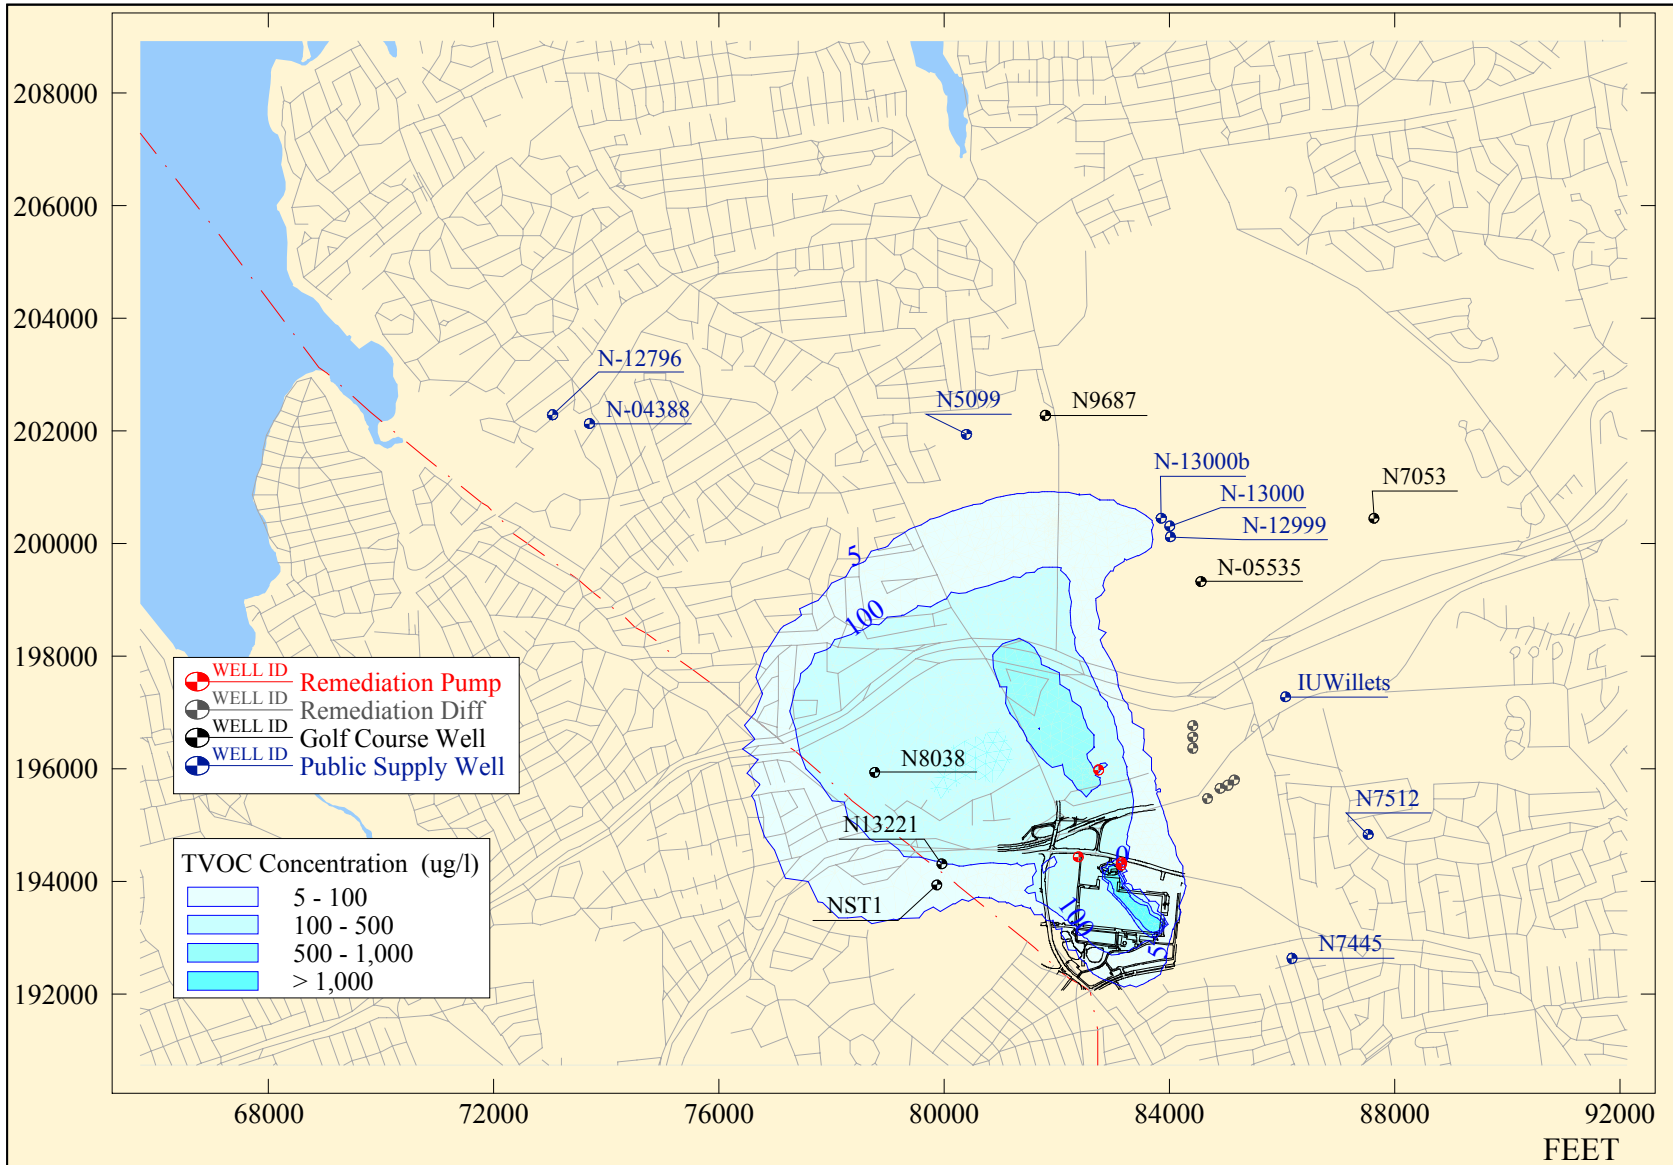 208000
206000
204000
202000
200000
198000
196000
194000
192000
N-12796
N-04388
N5099
N9687
N-13000b
N-13000
N-12999
N7053
N-05535
5
100
IUWillets
N8038
N13221
NST1
N7512
N7445
100
5
WELL ID Remediation Pump
WELL ID Remediation Diff
WELL ID Golf Course Well
WELL ID Public Supply Well
TVOC Concentration (ug/l)
5 - 100
100 - 500
500 - 1,000
> 1,000
68000 72000 76000 80000 84000 88000 92000
FEET